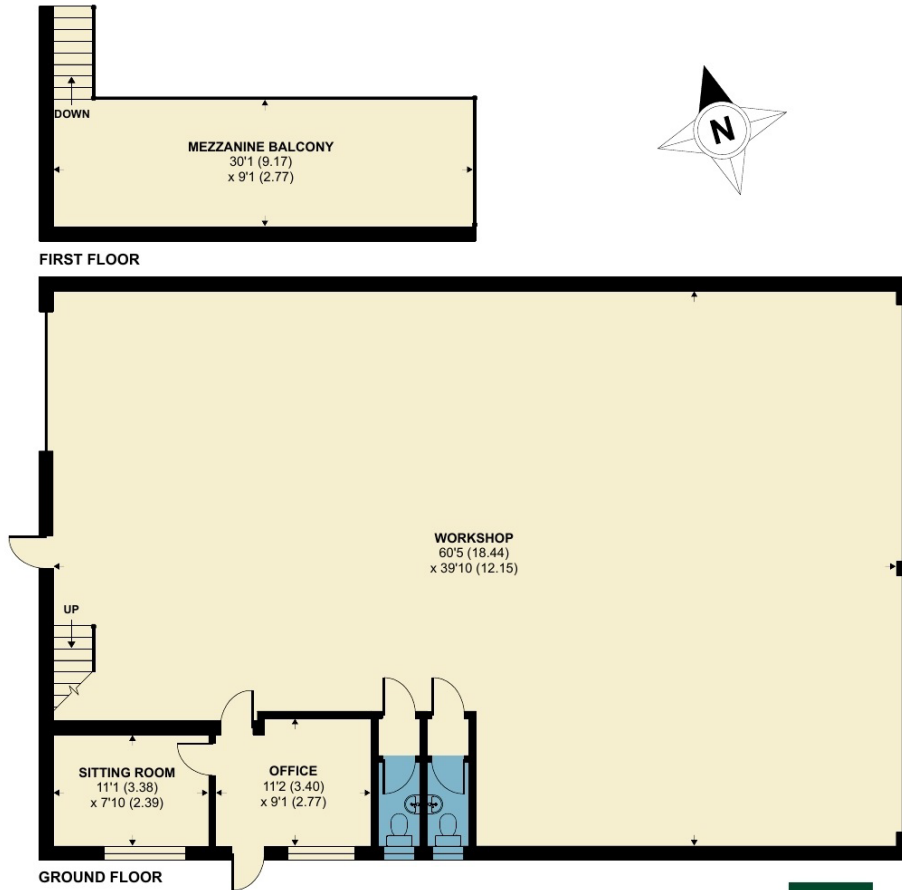 DOWN
MEZZANINE BALCONY
30'1 (9.17)
x 9'1 (2.77)
N
FIRST FLOOR
WORKSHOP
60'5 (18.44)
x 39'10 (12.15)
UP
SITTING ROOM
11'1 (3.38)
x 7'10 (2.39)
OFFICE
11'2 (3.40)
x 9'1 (2.77)
GROUND FLOOR